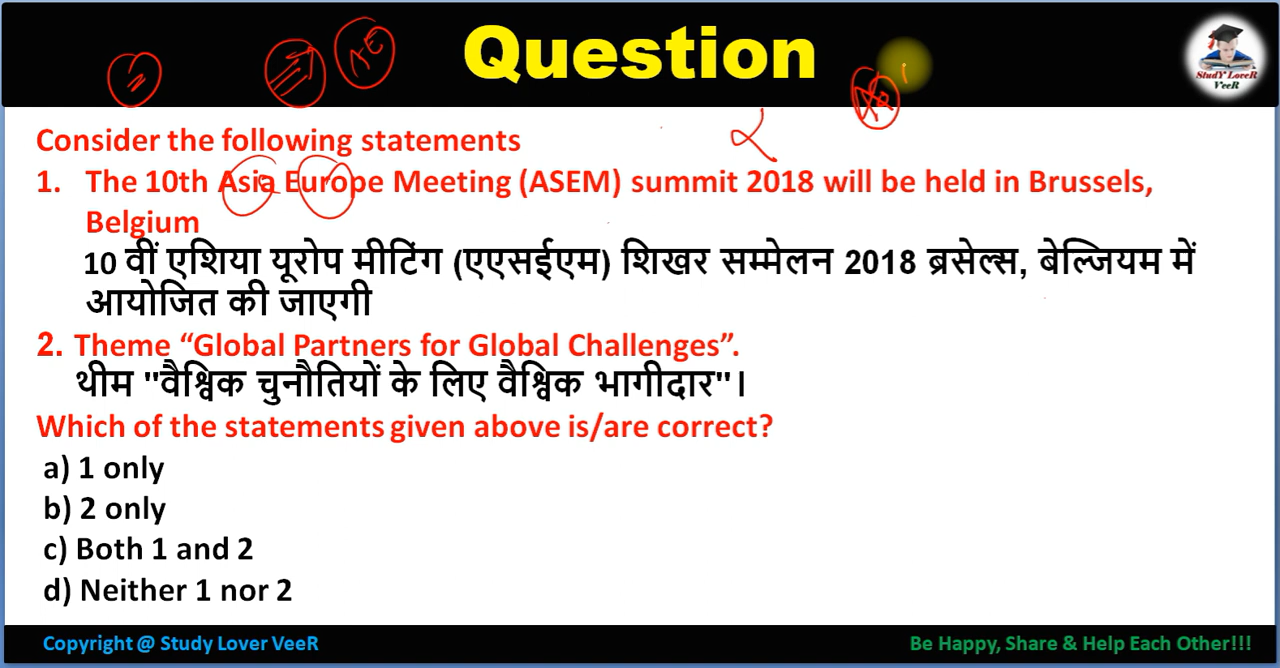 Question
StudY LoveR
VeeR
Consider the following statements
1. The 10th Asia Europe Meeting (ASEM) summit 2018 will be held in Brussels,
Belgium
10 वीं एशिया यूरोप मीटिंग (एएसईएम) शिखर सम्मेलन 2018 ब्रसेल्स, बेल्जियम में
आयोजित की जाएगी
2. Theme “Global Partners for Global Challenges”.
थीम "वैश्विक चुनौतियों के लिए वैश्विक भागीदार"।
Which of the statements given above is/are correct?
a) 1 only
b) 2 only
c) Both 1 and 2
d) Neither 1 nor 2
Copyright @ Study Lover VeeR
Be Happy, Share & Help Each Other!!!